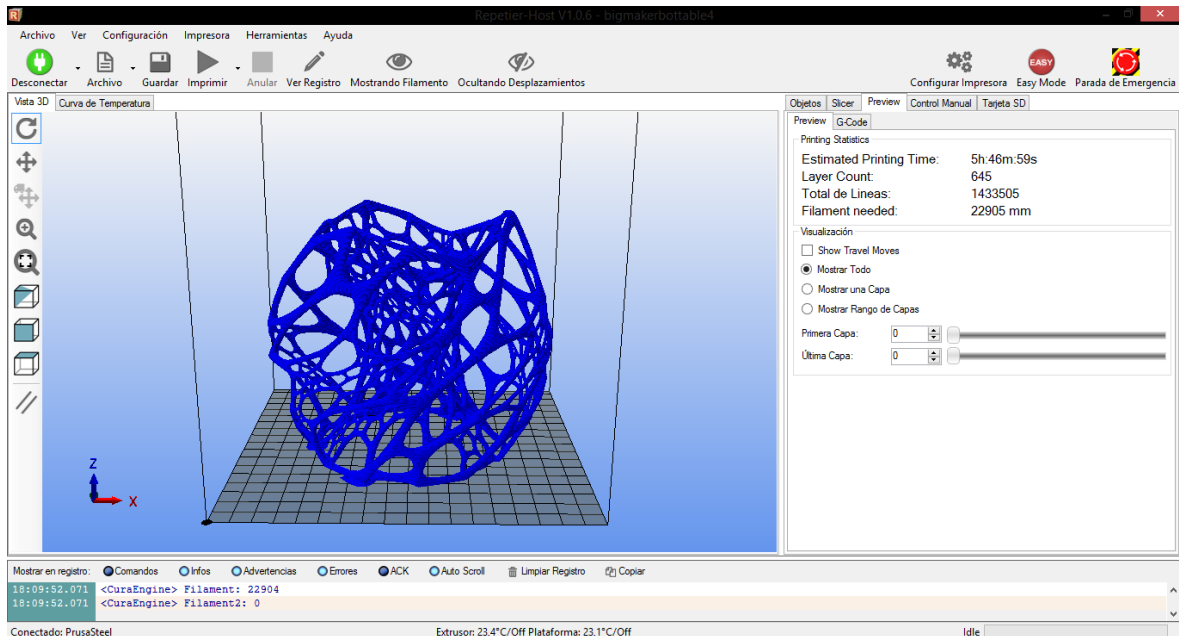 Repetier-Host V1.0.6 - bigmakerbottable4
Archivo Ver Configuración Impresora Herramientas Ayuda
Desconectar Archivo Guardar Imprimir Anular Ver Registro Mostrando Filamento Ocultando Desplazamientos Configurar Impresora EASY Easy Mode Parada de Emergencia
Vista 3D Curva de Temperatura
Objetos Slicer Preview Control Manual Tarjeta SD
Preview G-Code
Printing Statistics
Estimated Printing Time: 5h:46m:59s
Layer Count: 645
Total de Lineas: 1433505
Filament needed: 22905 mm
Visualización
Show Travel Moves
Mostrar Todo
Mostrar una Capa
Mostrar Rango de Capas
Primera Capa: 0
Última Capa: 0
Z
X
Mostrar en registro: Comandos Infos Advertencias Errores ACK Auto Scroll Limpiar Registro Copiar
18:09:52.071 <CuraEngine> Filament: 22904
18:09:52.071 <CuraEngine> Filament2: 0
Conectado: PrusaSteel Extrusor: 23.4°C/Off Plataforma: 23.1°C/Off Idle